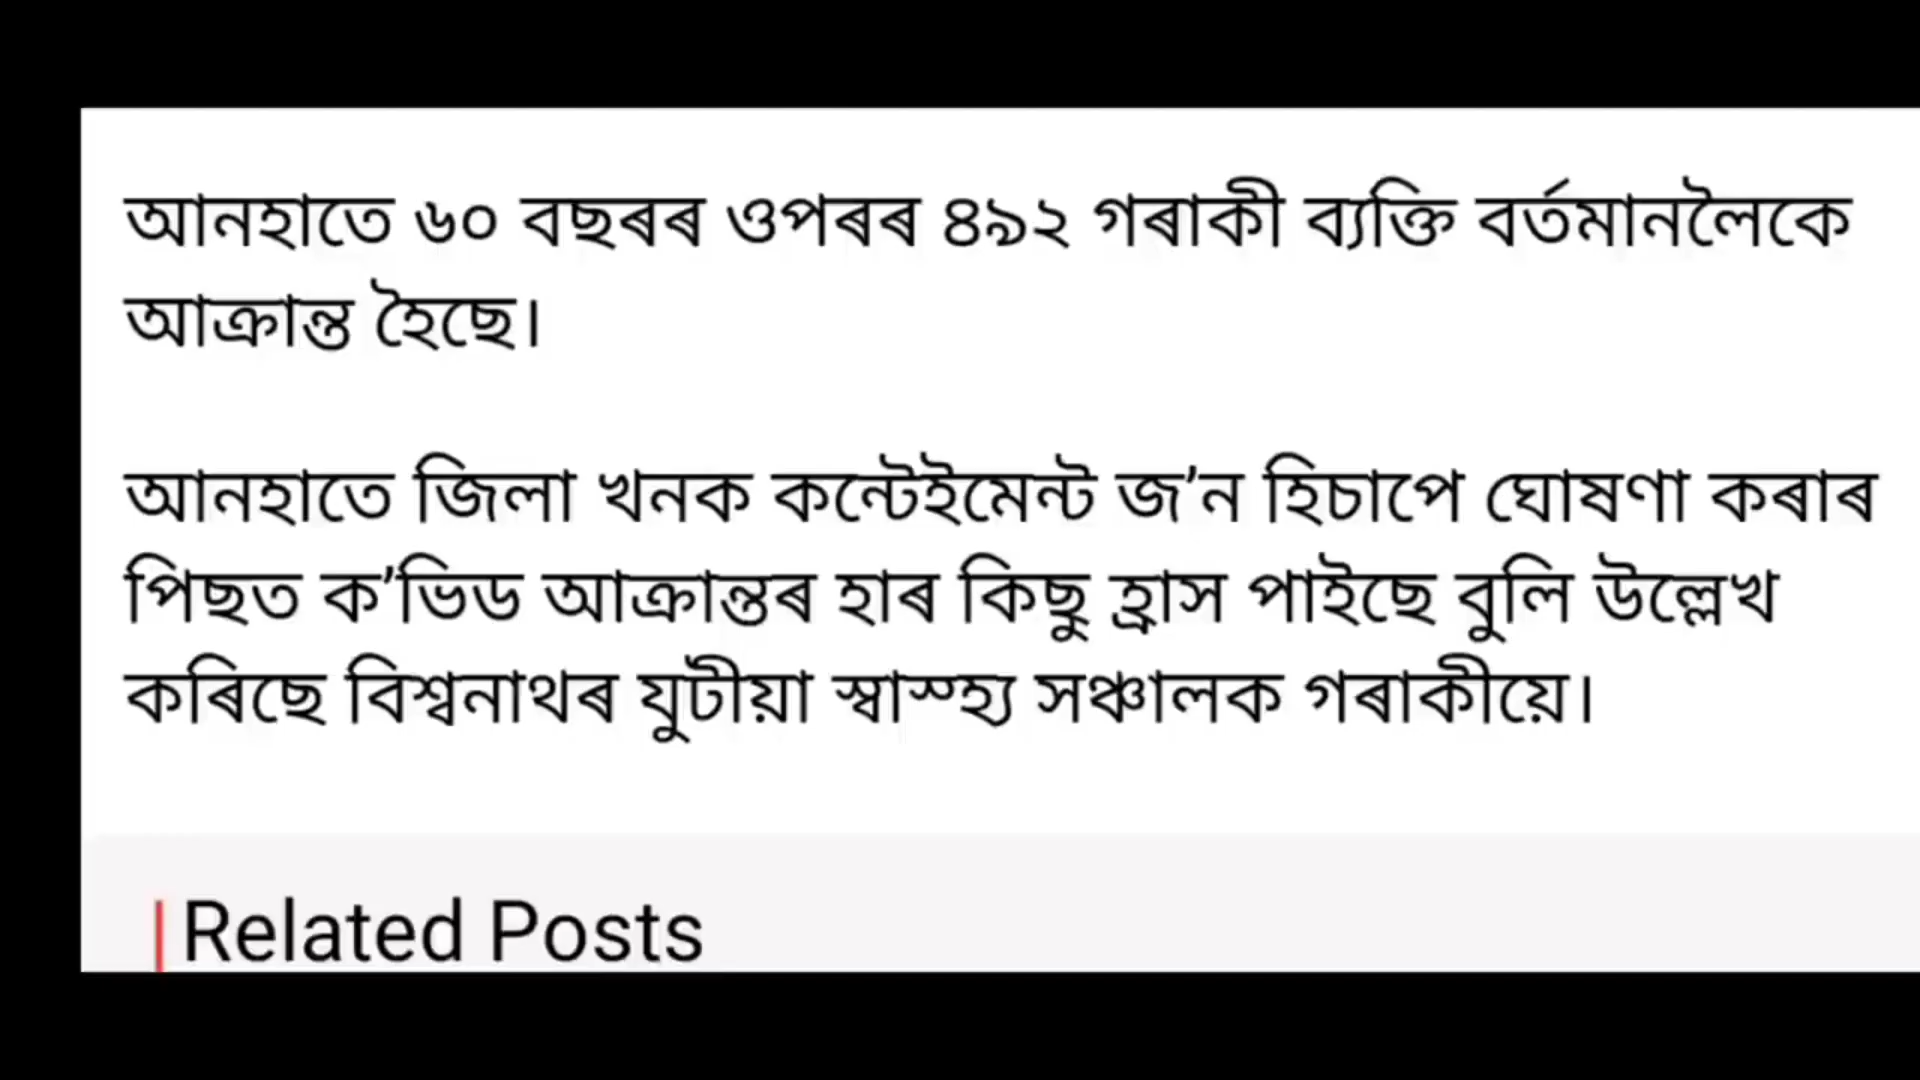 আনহাতে ৬০ বছৰৰ ওপৰৰ ৪৯২ গৰাকী ব্যক্তি বৰ্তমানলৈকে
আক্ৰান্ত হৈছে।
আনহাতে জিলা খনক কন্টেইমেন্ট জ’ন হিচাপে ঘোষণা কৰাৰ
পিছত ক’ভিড আক্ৰান্তৰ হাৰ কিছু হ্ৰাস পাইছে বুলি উল্লেখ
কৰিছে বিশ্বনাথৰ যুটীয়া স্বাস্হ্য সঞ্চালক গৰাকীয়ে।
Related Posts